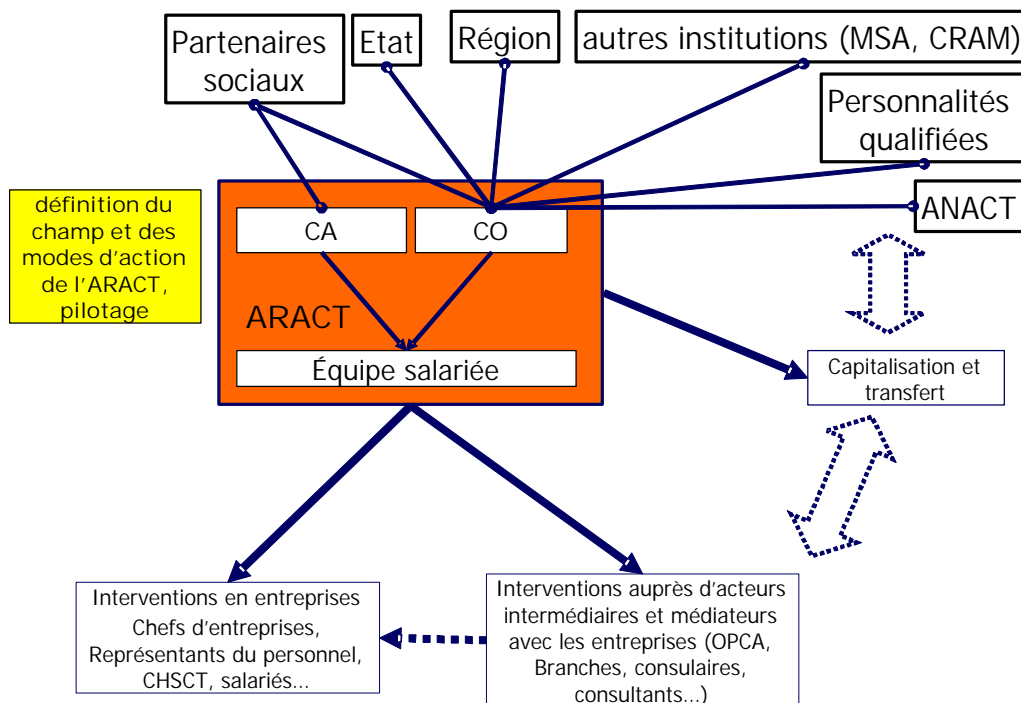 Partenaires
sociaux
Etat
Région
autres institutions (MSA, CRAM)
Personnalités
qualifiées
ANACT
définition du
champ et des
modes d'action
de l'ARACT,
pilotage
CA
CO
ARACT
Équipe salariée
Capitalisation et
transfert
Interventions en entreprises
Chefs d'entreprises,
Représentants du personnel,
CHSCT, salariés...
Interventions auprès d'acteurs
intermédiaires et médiateurs
avec les entreprises (OPCA,
Branches, consulaires,
consultants...)